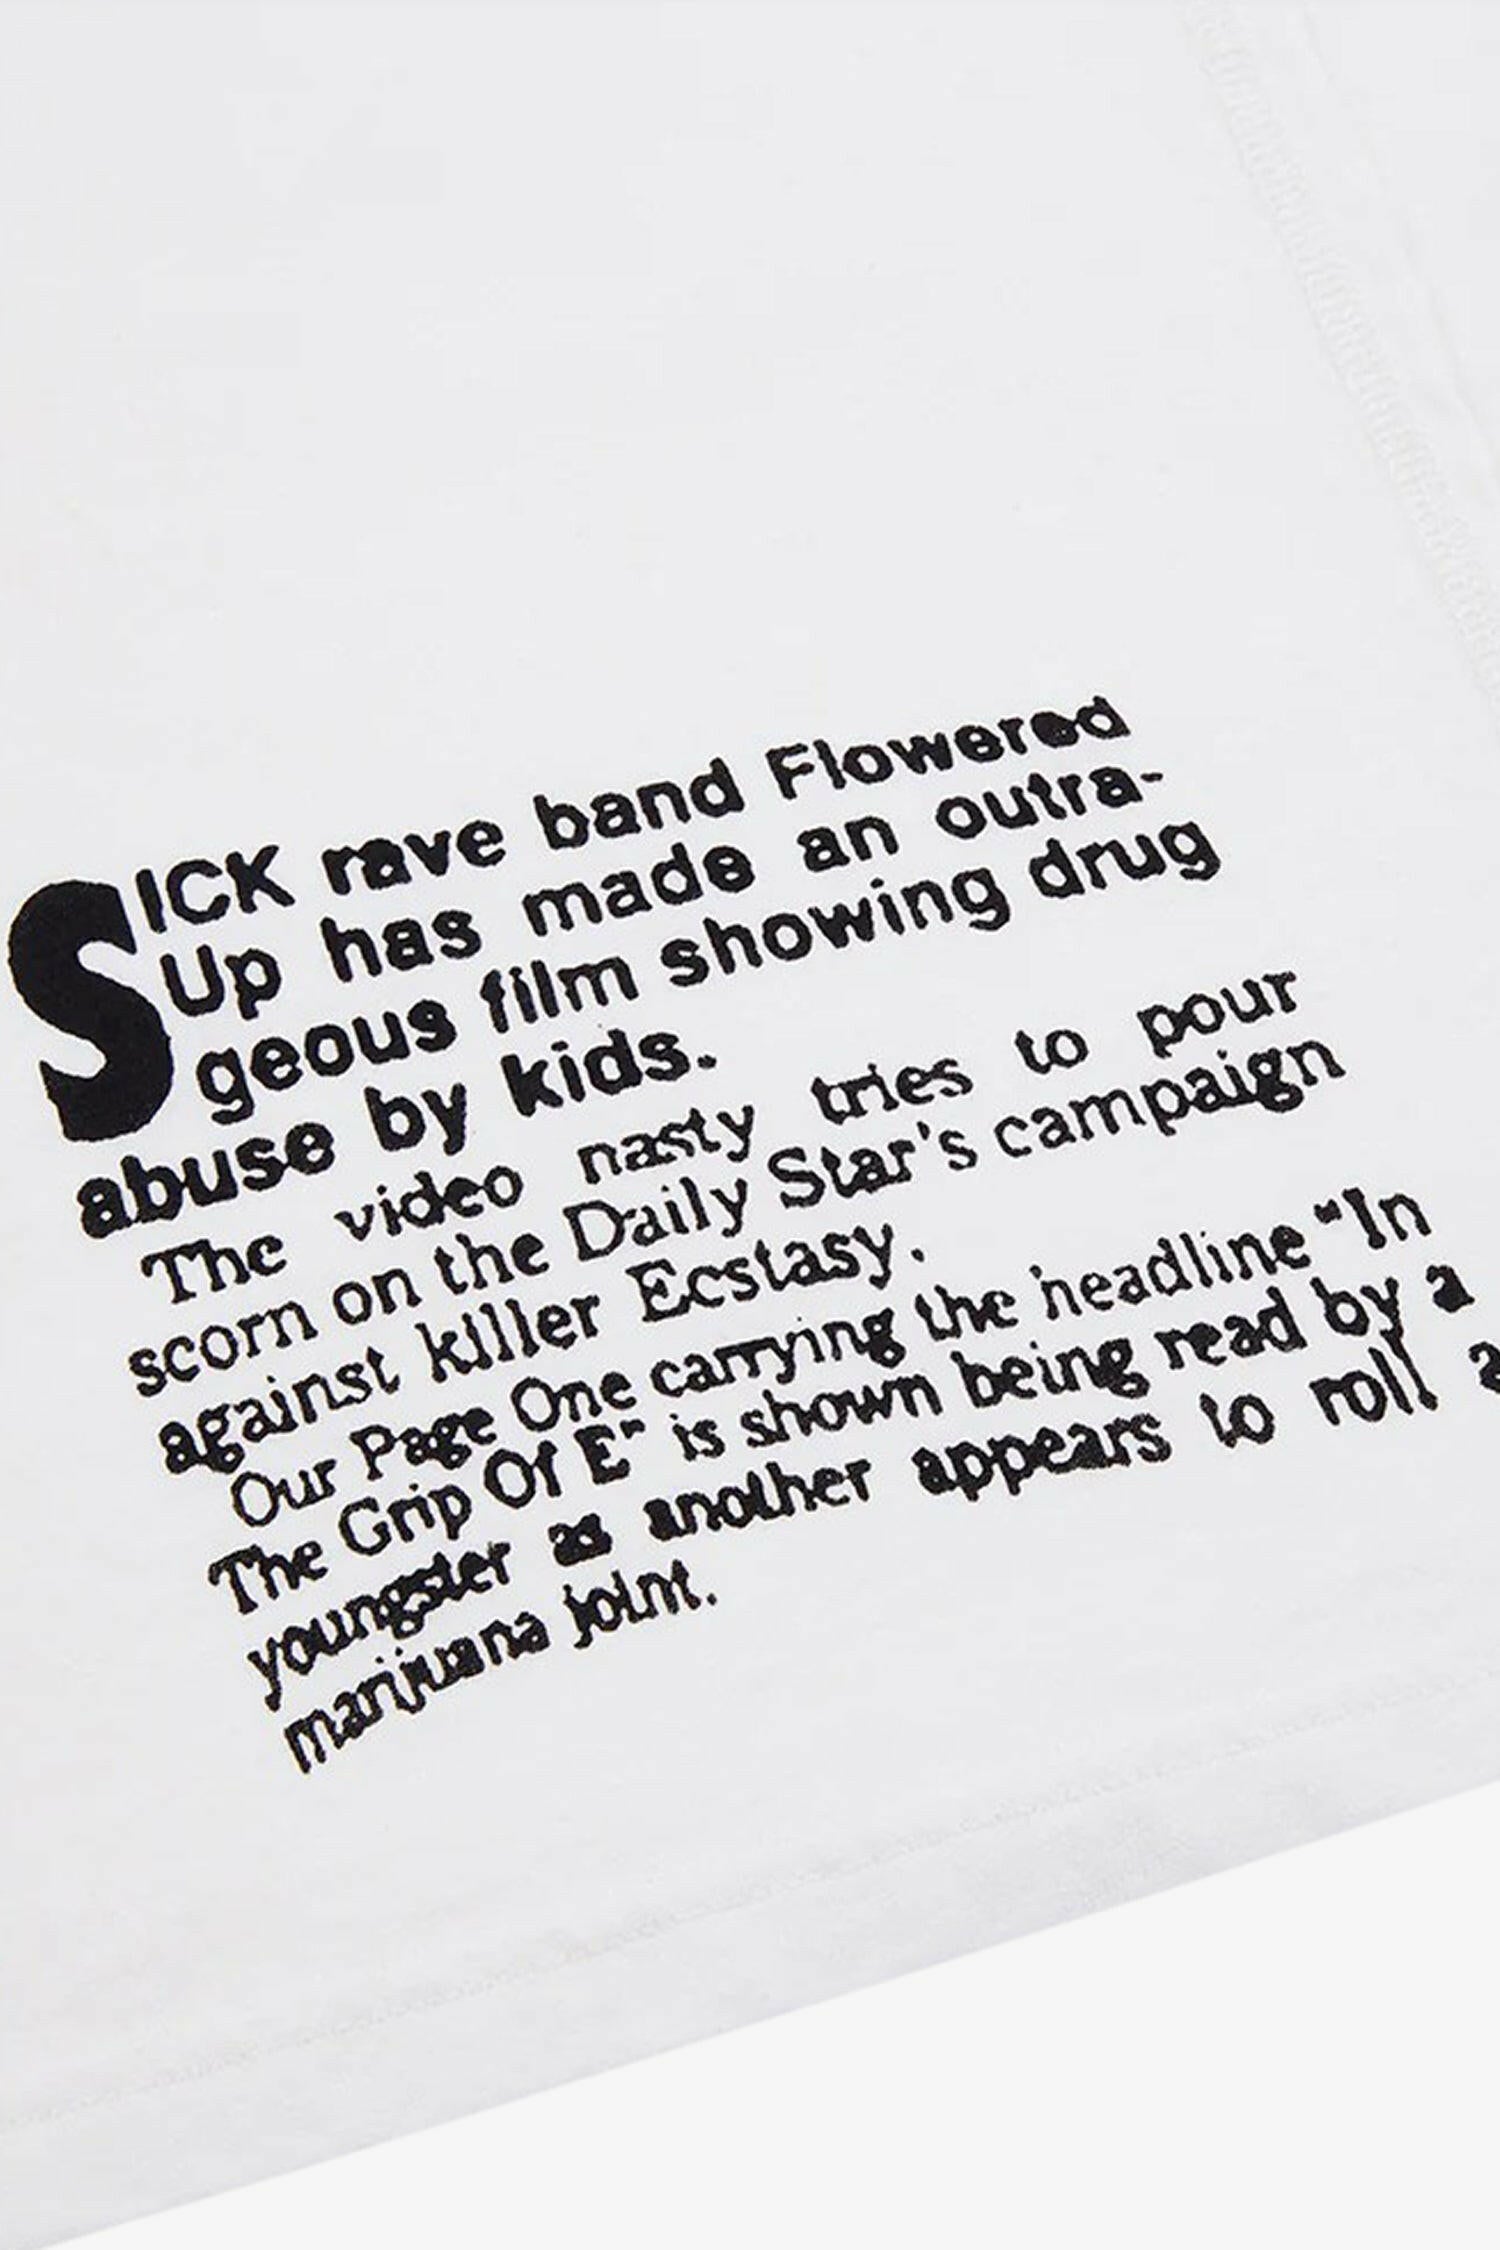 SICK rave band Flowered
Up has made an outra-
geous film showing drug
abuse by kids.
The video nasty tries to pour
scorn on the Daily Star's campaign
against killer Ecstasy.
Our Page One carrying the headline "In
The Grip Of E" is shown being read by a
youngster as another appears to roll a
marijuana joint.